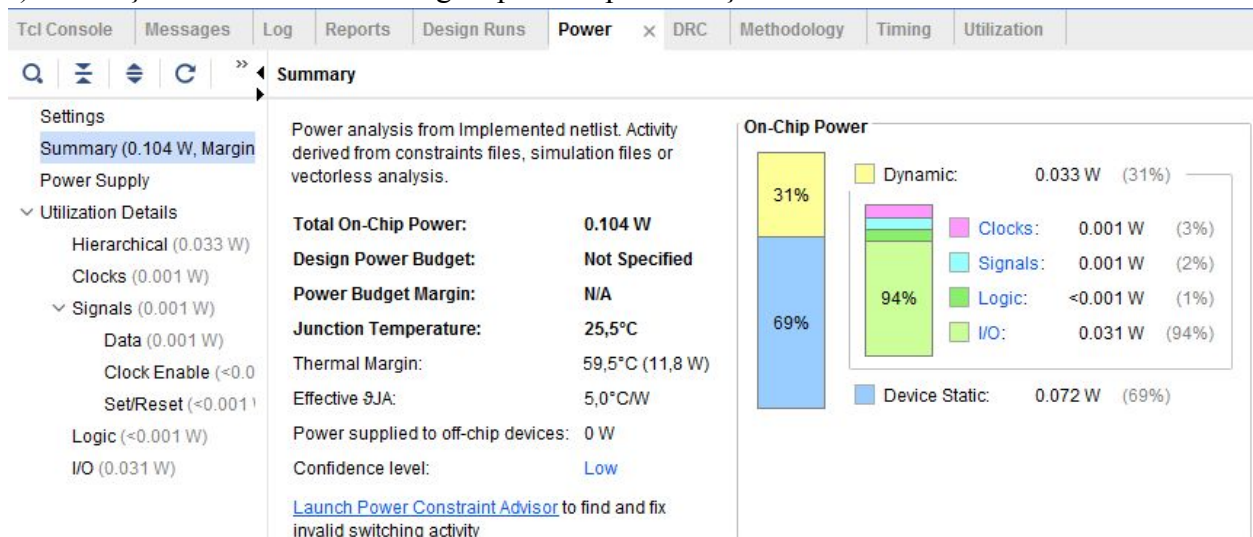 Tcl Console Messages Log Reports Design Runs Power × DRC Methodology Timing Utilization
» Summary
Settings
Summary (0.104 W, Margin
Power Supply
Utilization Details
Hierarchical (0.033 W)
Clocks (0.001 W)
Signals (0.001 W)
Data (0.001 W)
Clock Enable (<0.0
Set/Reset (<0.001
Logic (<0.001 W)
I/O (0.031 W)
Power analysis from Implemented netlist. Activity
derived from constraints files, simulation files or
vectorless analysis.
Total On-Chip Power: 0.104 W
Design Power Budget: Not Specified
Power Budget Margin: N/A
Junction Temperature: 25,5°C
Thermal Margin: 59,5°C (11,8 W)
Effective ϑJA: 5,0°C/W
Power supplied to off-chip devices: 0 W
Confidence level: Low
Launch Power Constraint Advisor to find and fix
invalid switching activity
On-Chip Power
31%
69%
Dynamic: 0.033 W (31%)
94%
Clocks: 0.001 W (3%)
Signals: 0.001 W (2%)
Logic: <0.001 W (1%)
I/O: 0.031 W (94%)
Device Static: 0.072 W (69%)